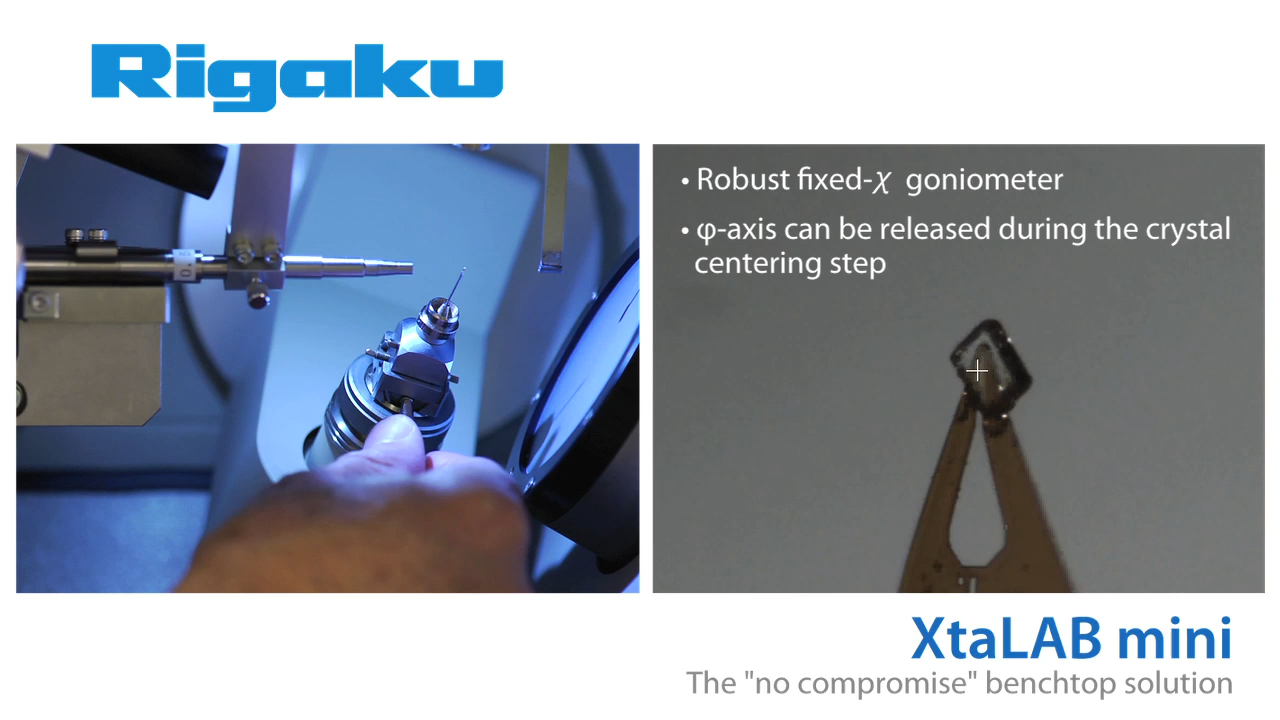 Rigaku
• Robust fixed-χ goniometer
• φ-axis can be released during the crystal
centering step
XtaLAB mini
The "no compromise" benchtop solution